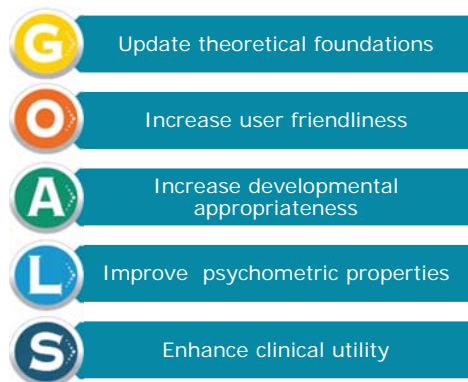 G Update theoretical foundations
O Increase user friendliness
A Increase developmental
appropriateness
L Improve psychometric properties
S Enhance clinical utility